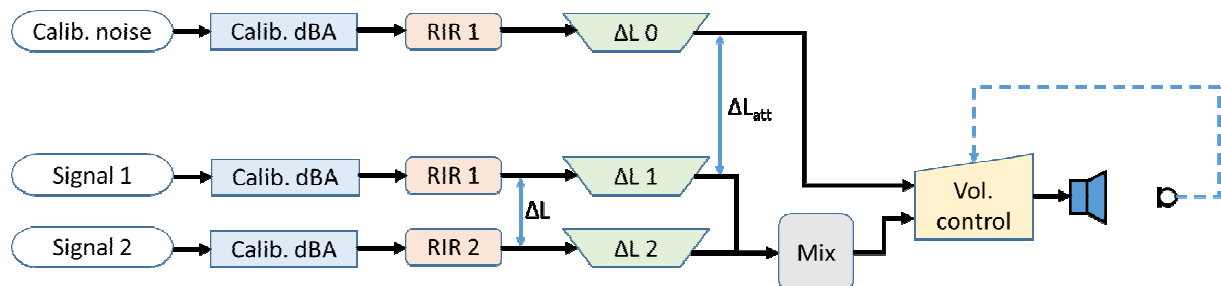 Calib. noise
Calib. dBA
RIR 1
ΔL 0
ΔLatt
Signal 1
Calib. dBA
RIR 1
ΔL 1
ΔL
Signal 2
Calib. dBA
RIR 2
ΔL 2
Mix
Vol.
control